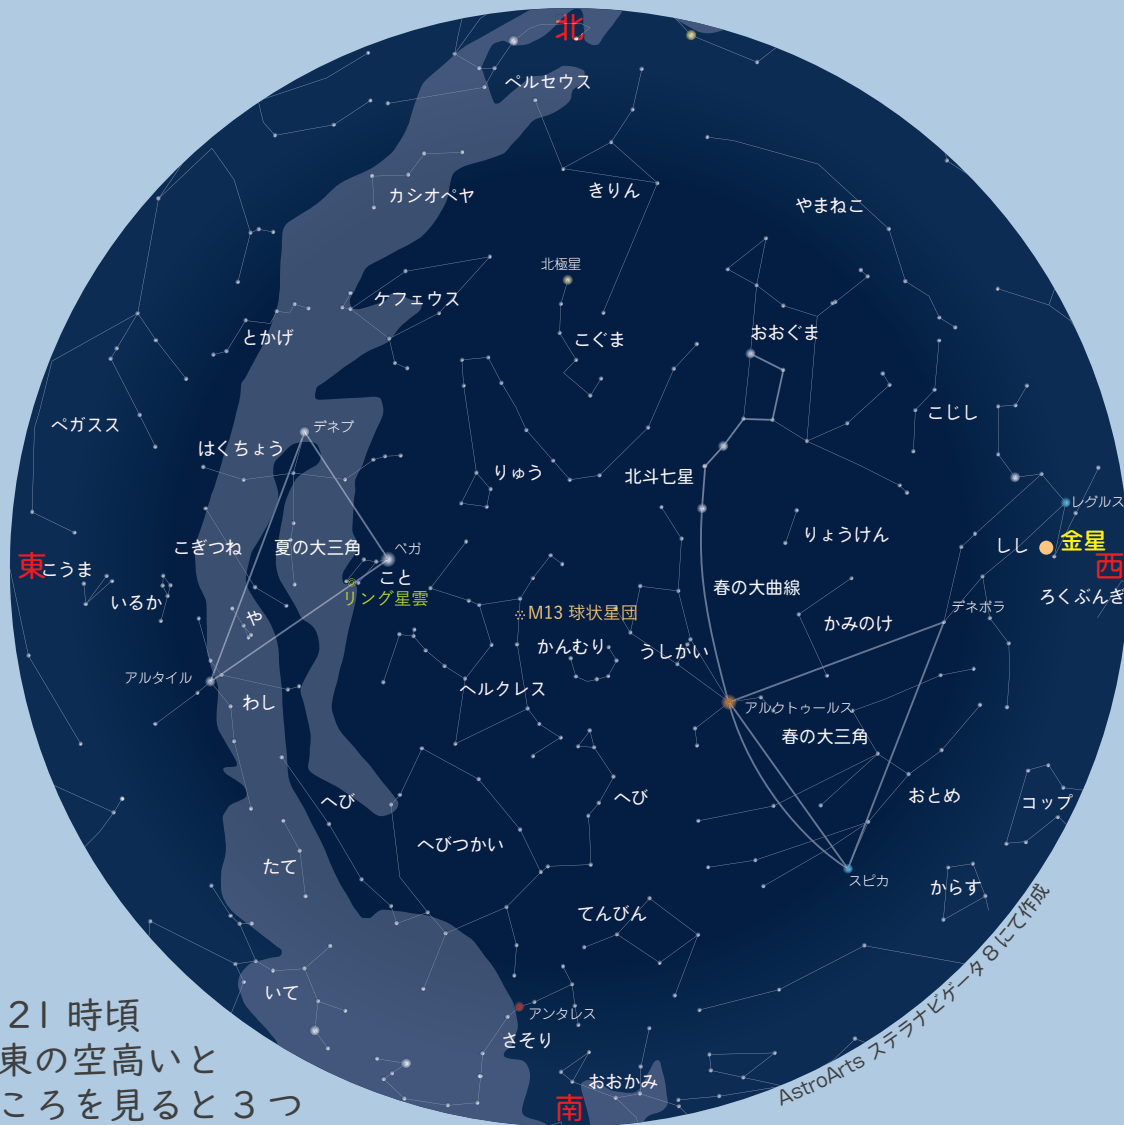 北
ペルセウス
カシオペヤ
きりん
やまねこ
北極星
ケフェウス
とかげ
こぐま
おおぐま
こじし
ペガスス
デネブ
はくちょう
りゅう
北斗七星
レグルス
こぎつね
夏の大三角
ベガ
りょうけん
しし
金星
東
こうま
西
こと
リング星雲
いるか
や
M13 球状星団
春の大曲線
かみのけ
デネボラ
ろくぶんぎ
かんむり
うしかい
アルタイル
わし
ヘルクレス
アルクトゥールス
春の大三角
へび
へび
おとめ
コップ
へびつかい
たて
スピカ
からす
てんびん
いて
アンタレス
さそり
おおかみ
南
AstroArts ステラナビゲータ 8 にて作成
21 時頃
東の空高いと
ころを見ると 3 つ